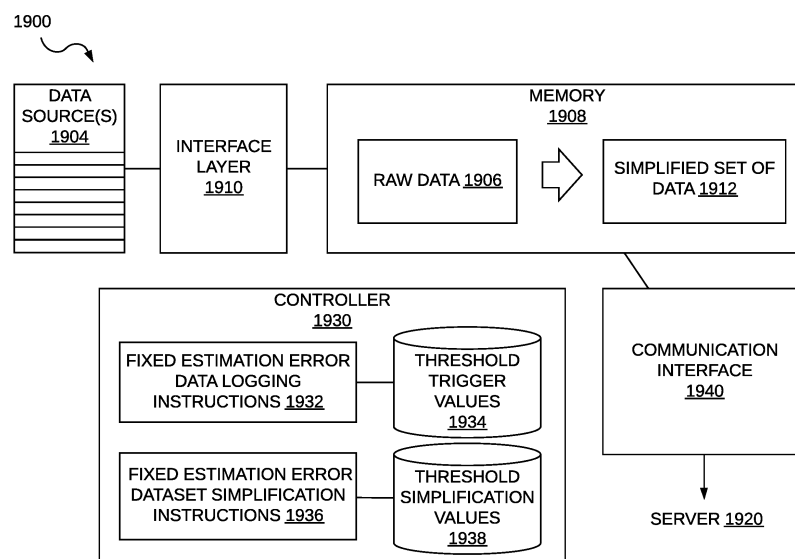 1900
DATA
SOURCE(S)
1904
INTERFACE
LAYER
1910
MEMORY
1908
RAW DATA 1906
SIMPLIFIED SET OF
DATA 1912
CONTROLLER
1930
FIXED ESTIMATION ERROR
DATA LOGGING
INSTRUCTIONS 1932
THRESHOLD
TRIGGER
VALUES
1934
FIXED ESTIMATION ERROR
DATASET SIMPLIFICATION
INSTRUCTIONS 1936
THRESHOLD
SIMPLIFICATION
VALUES
1938
COMMUNICATION
INTERFACE
1940
SERVER 1920